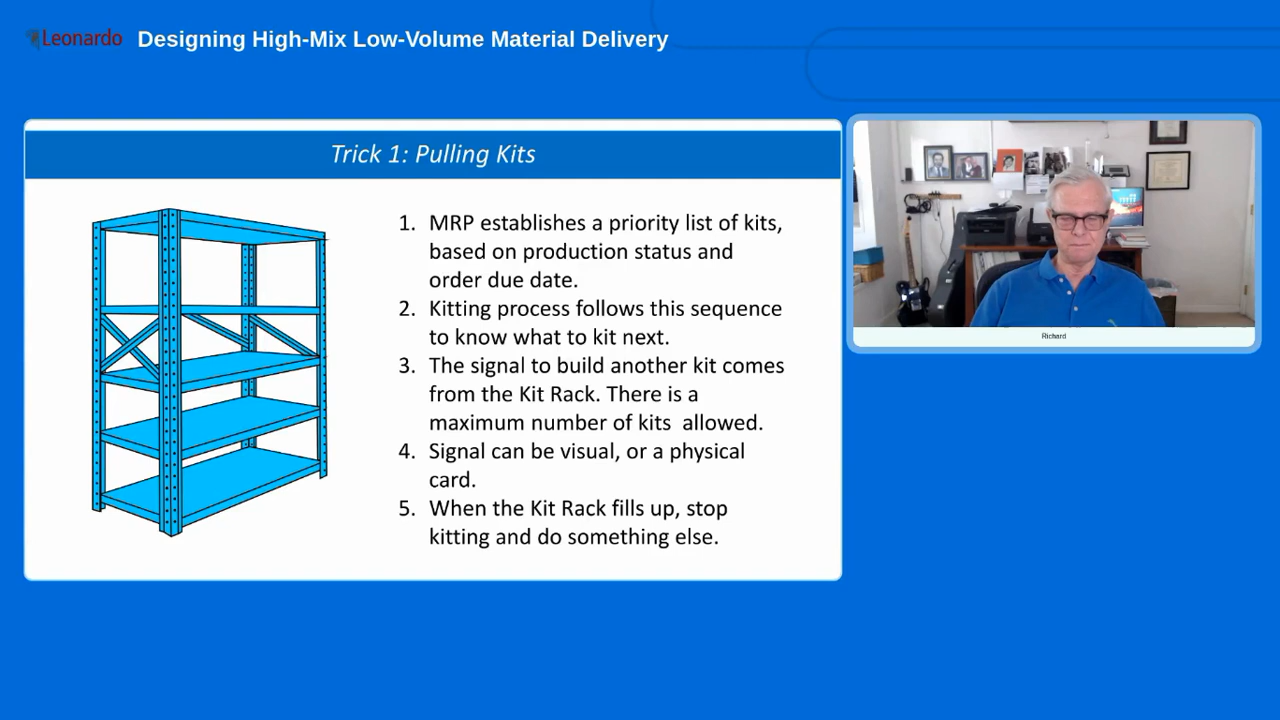 Leonardo
Designing High-Mix Low-Volume Material Delivery
Trick 1: Pulling Kits
1. MRP establishes a priority list of kits,
based on production status and
order due date.
2. Kitting process follows this sequence
to know what to kit next.
3. The signal to build another kit comes
from the Kit Rack. There is a
maximum number of kits  allowed.
4. Signal can be visual, or a physical
card.
5. When the Kit Rack fills up, stop
kitting and do something else.
Richard